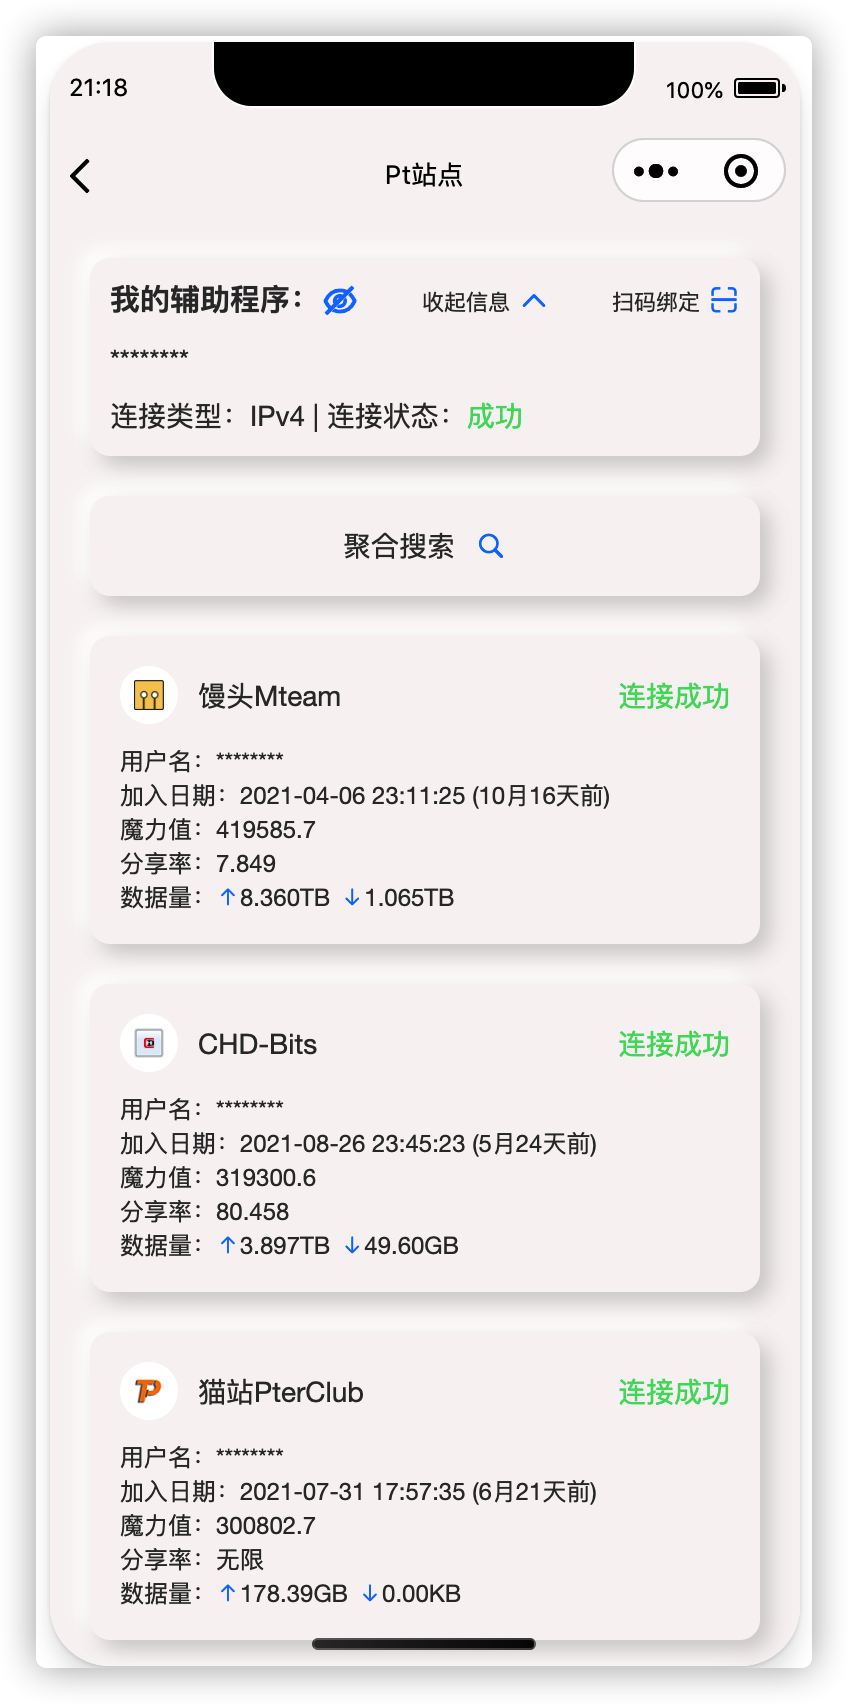 21:18
100%
Pt站点
我的辅助程序：
收起信息
扫码绑定
********
连接类型：IPv4 | 连接状态：成功
聚合搜索
馒头Mteam
连接成功
用户名：********
加入日期：2021-04-06 23:11:25 (10月16天前)
魔力值：419585.7
分享率：7.849
数据量：↑8.360TB ↓1.065TB
CHD-Bits
连接成功
用户名：********
加入日期：2021-08-26 23:45:23 (5月24天前)
魔力值：319300.6
分享率：80.458
数据量：↑3.897TB ↓49.60GB
猫站PterClub
连接成功
用户名：********
加入日期：2021-07-31 17:57:35 (6月21天前)
魔力值：300802.7
分享率：无限
数据量：↑178.39GB ↓0.00KB